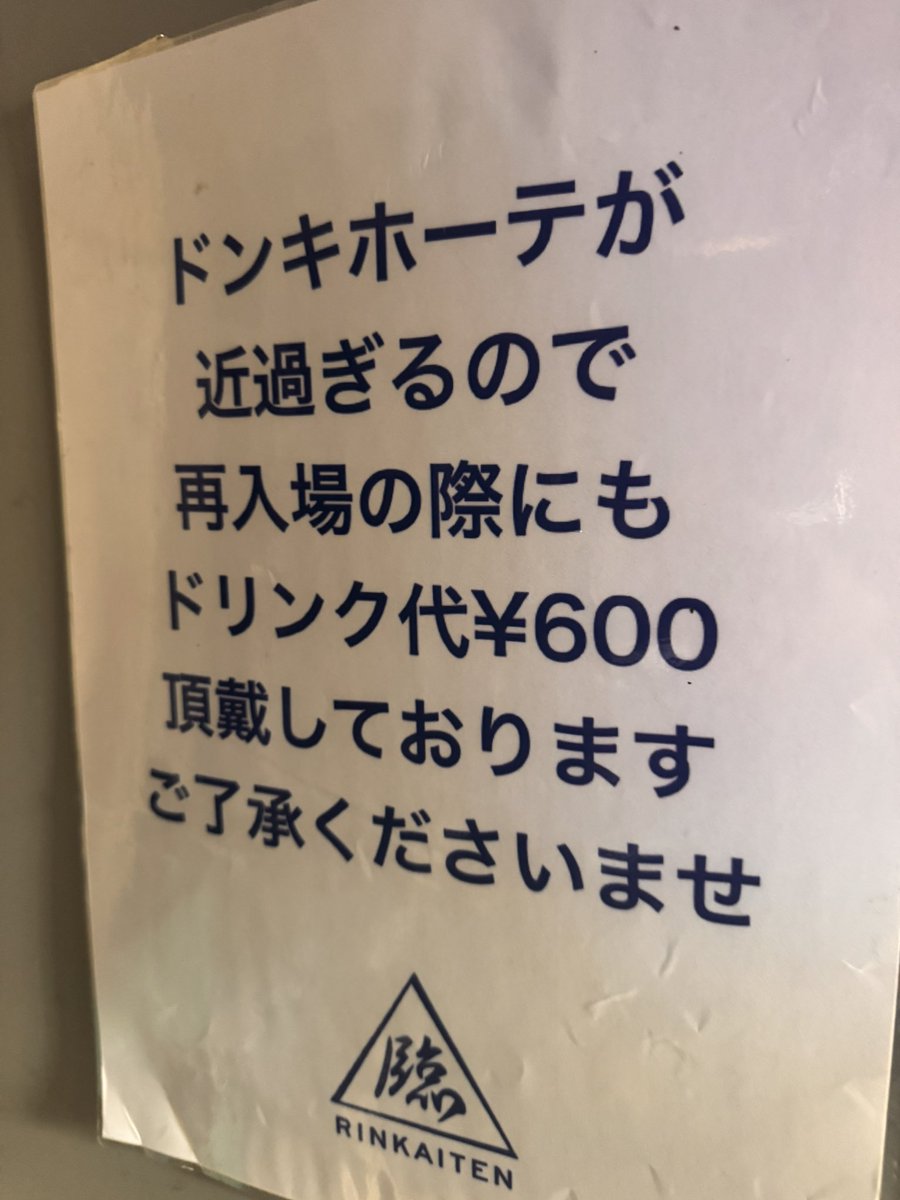 ドンキホーテが
近過ぎるので
再入場の際にも
ドリンク代¥600
頂戴しております
ご了承くださいませ
臨
RINKAITEN